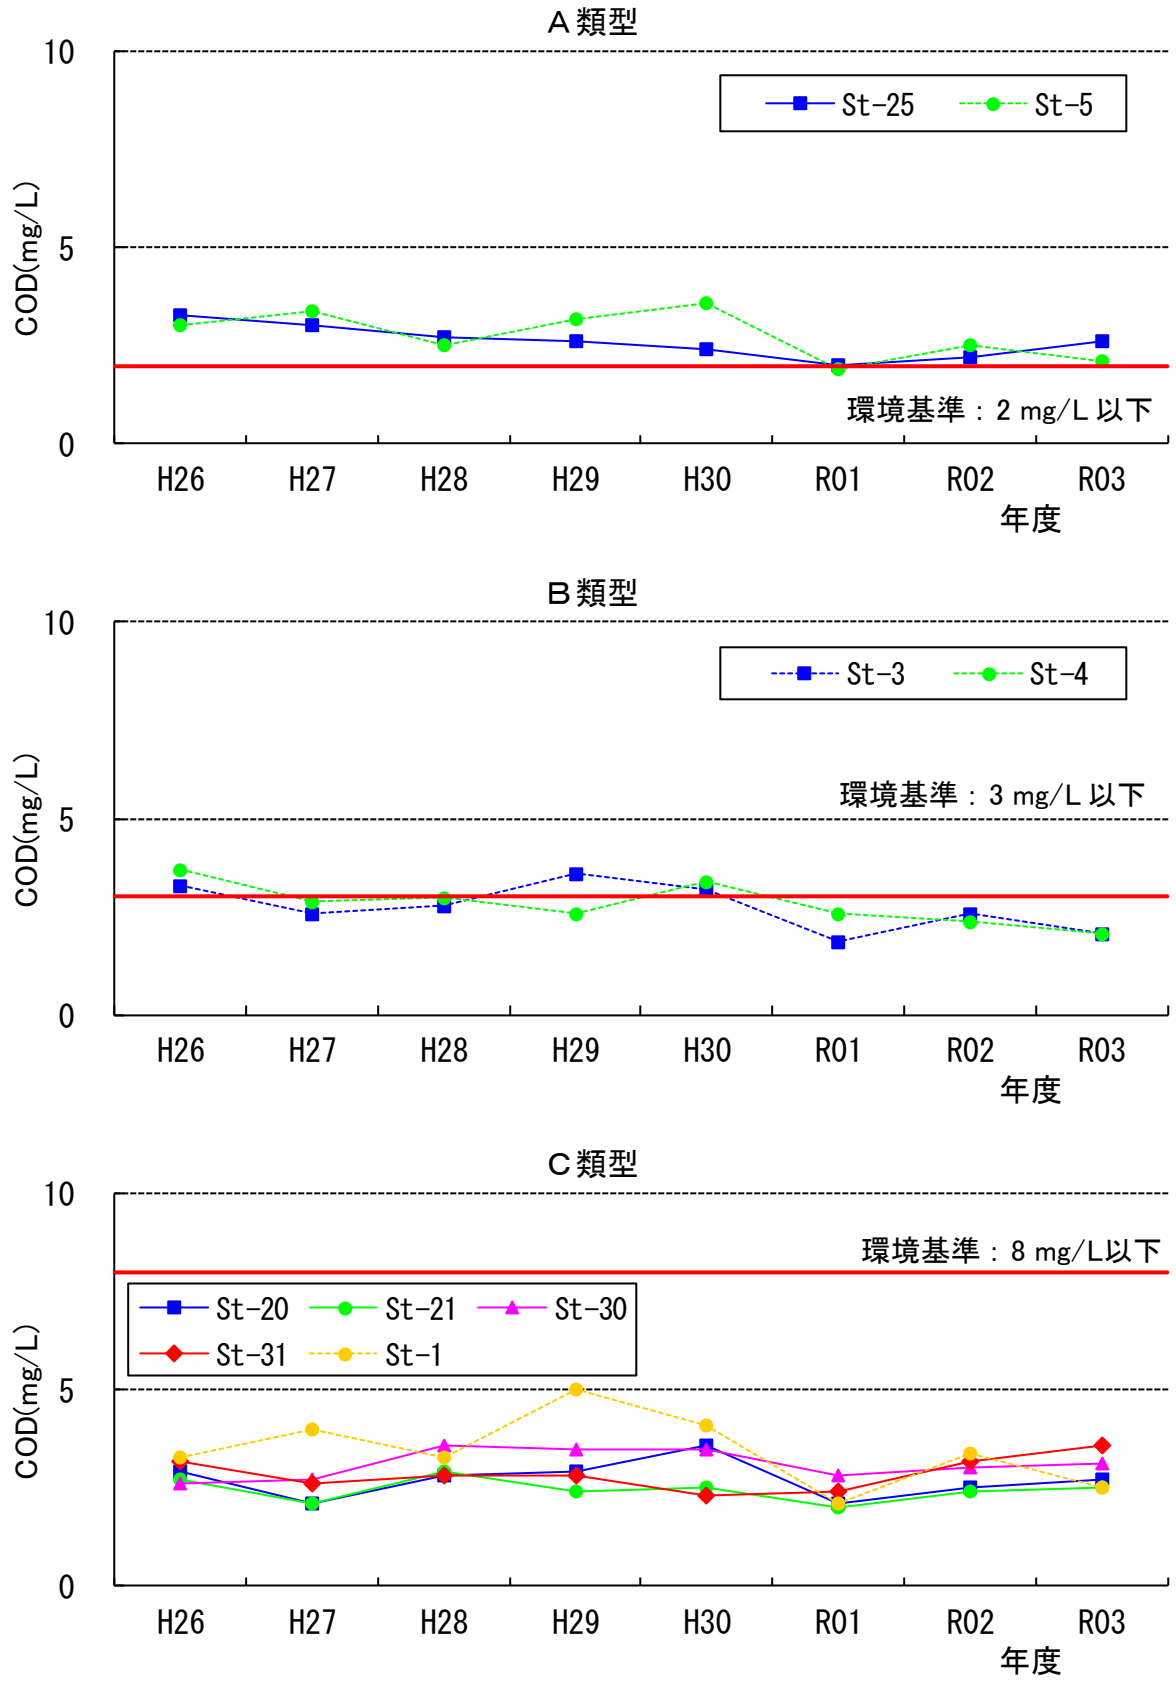 A類型
10
St-25 St-5
5
COD(mg/L)
環境基準：2 mg/L 以下
0
H26 H27 H28 H29 H30 R01 R02 R03
年度
B類型
10
St-3 St-4
環境基準：3 mg/L 以下
5
COD(mg/L)
0
H26 H27 H28 H29 H30 R01 R02 R03
年度
C類型
10
環境基準：8 mg/L以下
St-20 St-21 St-30
St-31 St-1
5
COD(mg/L)
0
H26 H27 H28 H29 H30 R01 R02 R03
年度